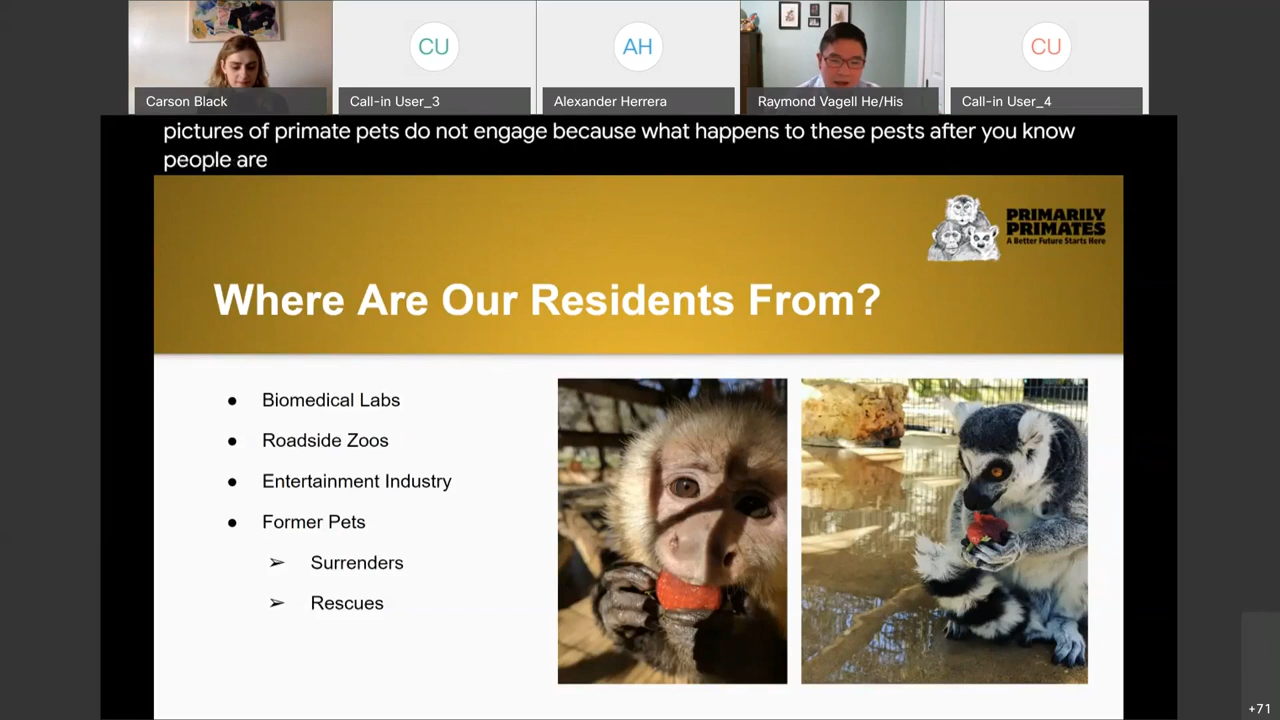 CU
AH
CU
Carson Black
Call-in User_3
Alexander Herrera
Raymond Vagell He/His
Call-in User_4
pictures of primate pets do not engage because what happens to these pests after you know
people are
PRIMARILY
PRIMATES
A Better Future Starts Here
Where Are Our Residents From?
● Biomedical Labs
● Roadside Zoos
● Entertainment Industry
● Former Pets
➢ Surrenders
➢ Rescues
+71